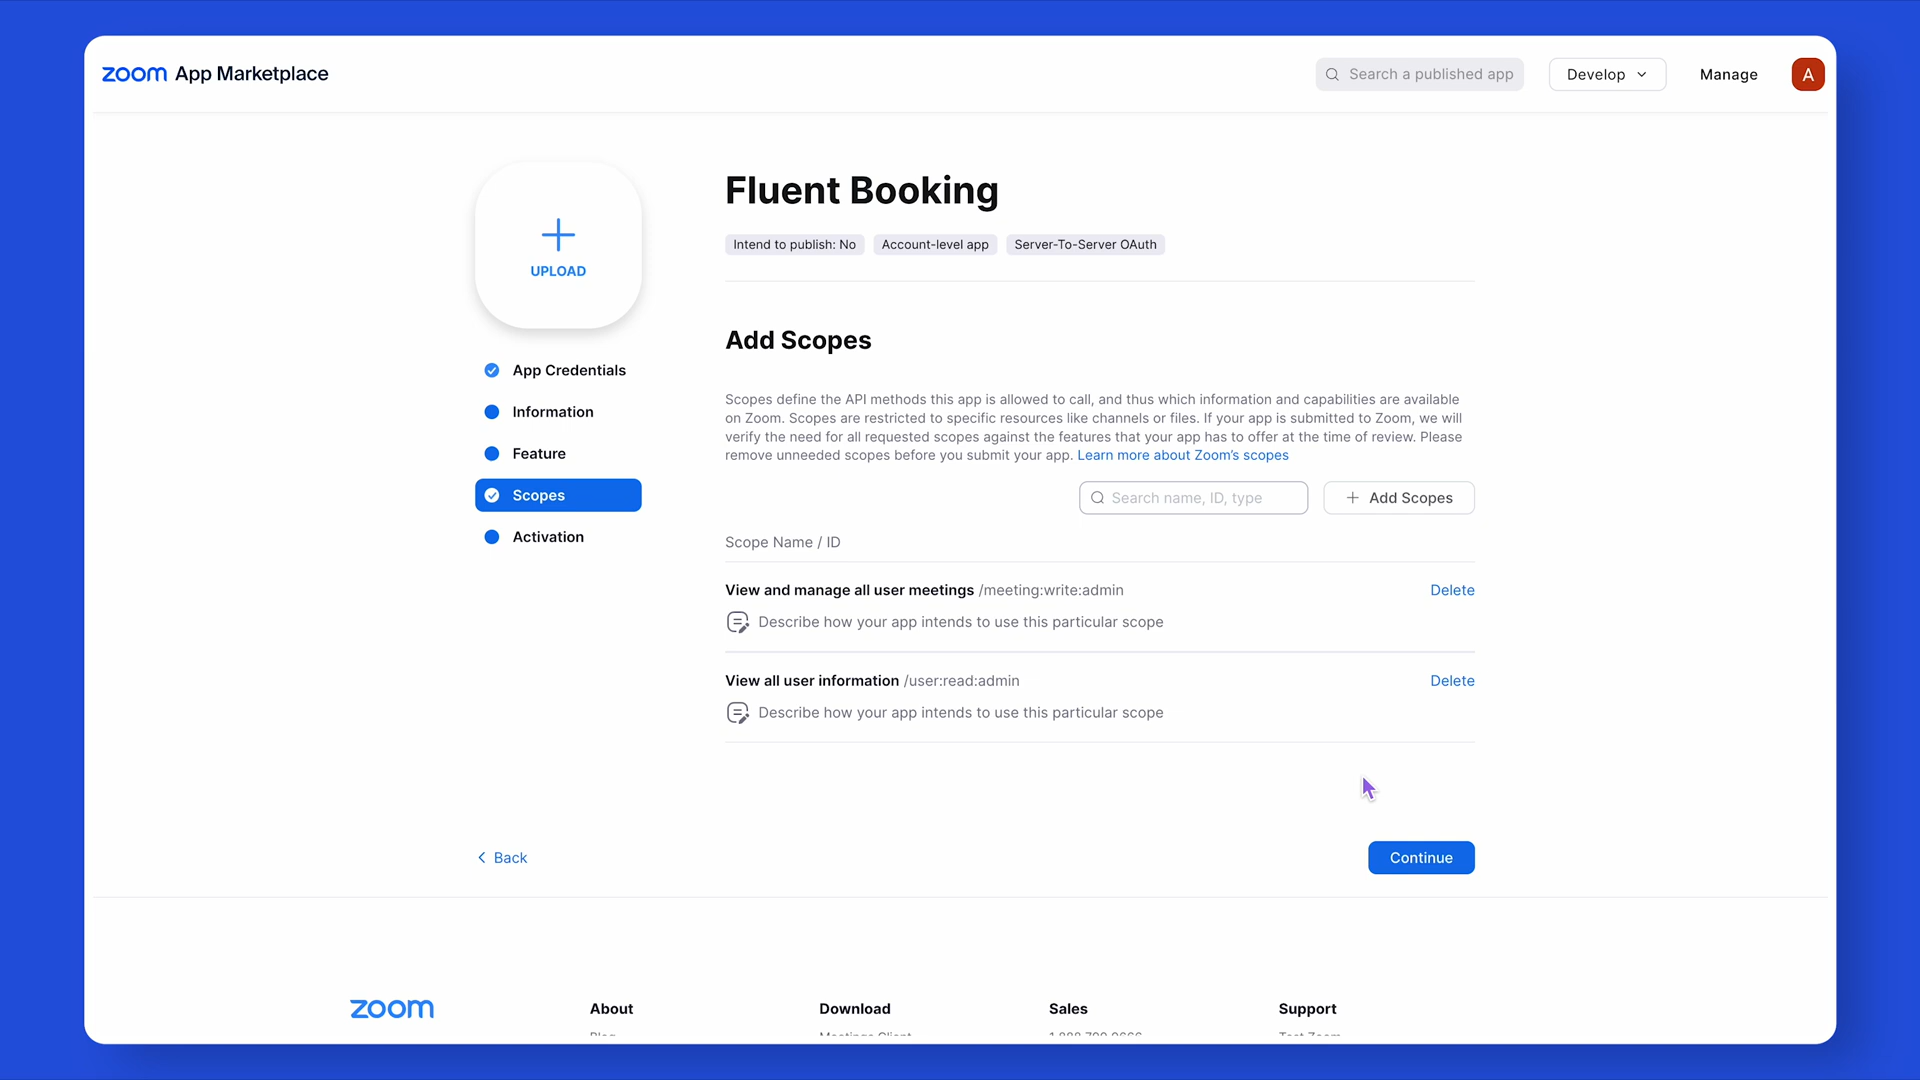 zoom App Marketplace
Search a published app
Develop
Manage
A
UPLOAD
App Credentials
Information
Feature
Scopes
Activation
Fluent Booking
Intend to publish: No
Account-level app
Server-To-Server OAuth
Add Scopes
Scopes define the API methods this app is allowed to call, and thus which information and capabilities are available
on Zoom. Scopes are restricted to specific resources like channels or files. If your app is submitted to Zoom, we will
verify the need for all requested scopes against the features that your app has to offer at the time of review. Please
remove unneeded scopes before you submit your app. Learn more about Zoom's scopes
Search name, ID, type
Add Scopes
Scope Name / ID
View and manage all user meetings /meeting:write:admin
Delete
Describe how your app intends to use this particular scope
View all user information /user:read:admin
Delete
Describe how your app intends to use this particular scope
Back
Continue
zoom
About
Download
Sales
Support